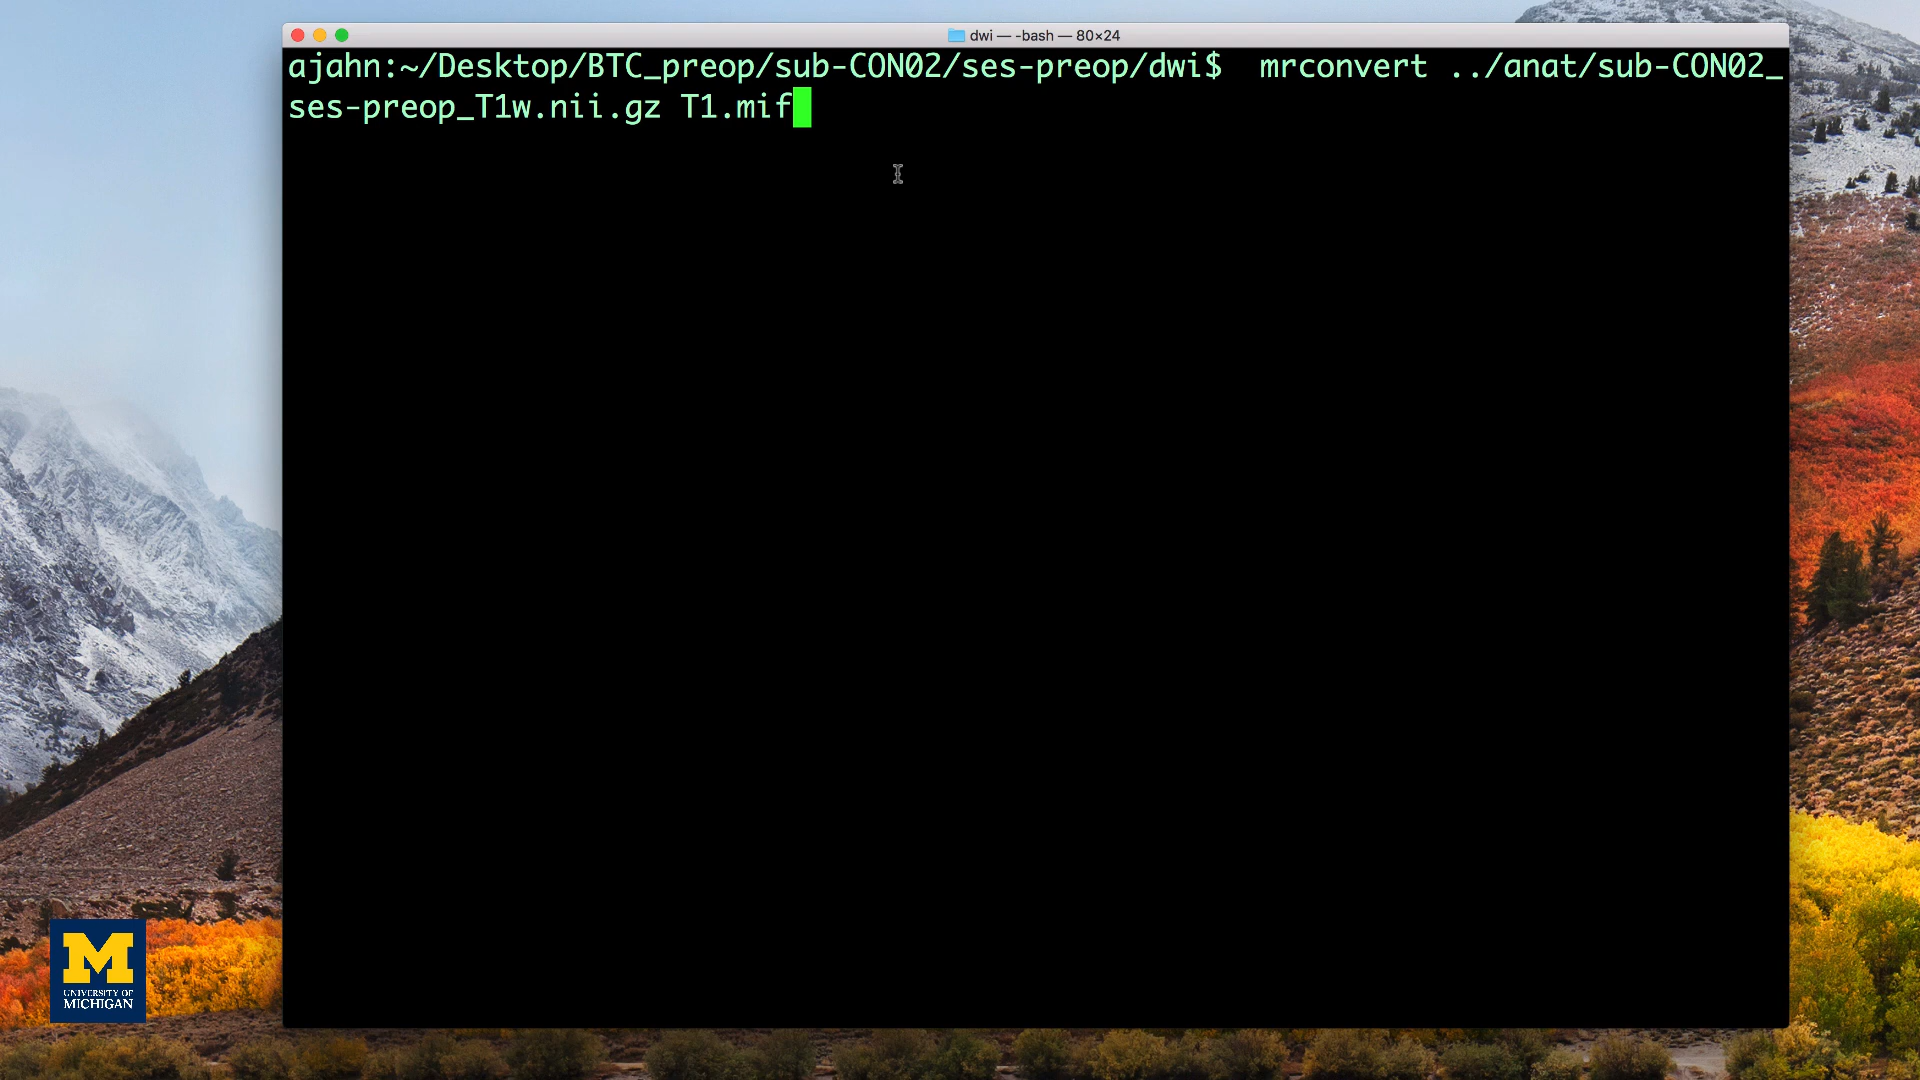 dwi — -bash — 80×24
ajahn:~/Desktop/BTC_preop/sub-CON02/ses-preop/dwi$  mrconvert ../anat/sub-CON02_
ses-preop_T1w.nii.gz T1.mif
M
UNIVERSITY OF
MICHIGAN